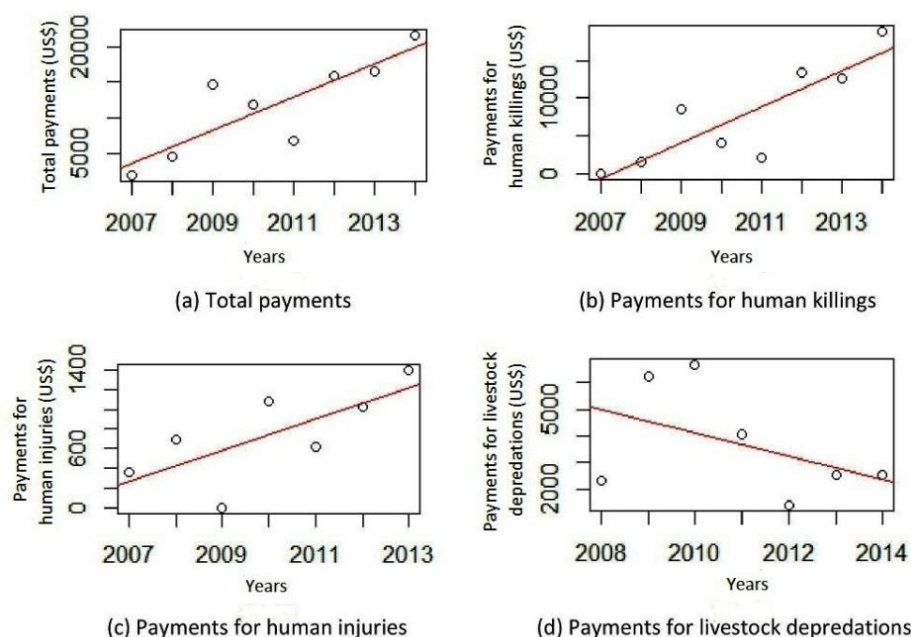 Total payments (US$)
20000
5000
2007 2009 2011 2013
Years
(a) Total payments
Payments for
human killings (US$)
10000
0
2007 2009 2011 2013
Years
(b) Payments for human killings
Payments for
human injuries (US$)
1400
600
0
2007 2009 2011 2013
Years
(c) Payments for human injuries
Payments for livestock
depredations (US$)
5000
2000
2008 2010 2012 2014
Years
(d) Payments for livestock depredations